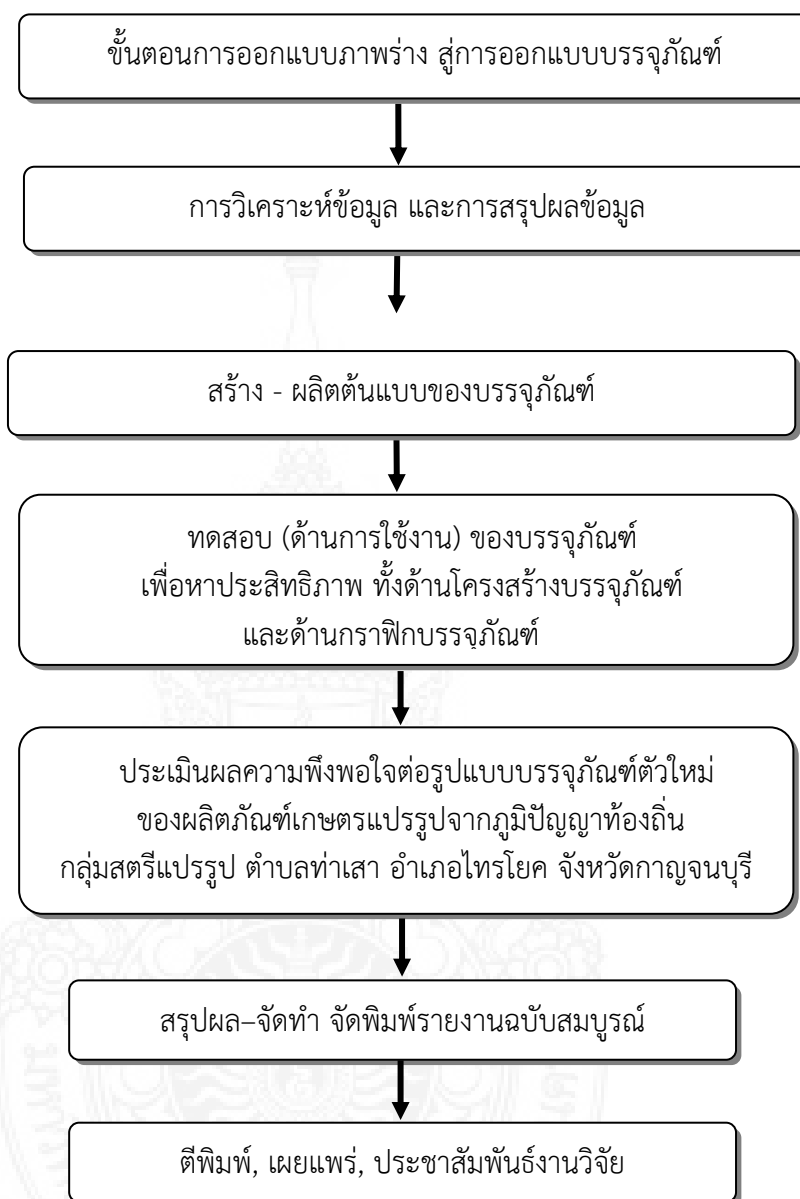 ขั้นตอนการออกแบบภาพร่าง สู่การออกแบบบรรจุภัณฑ์
การวิเคราะห์ข้อมูล และการสรุปผลข้อมูล
สร้าง - ผลิตต้นแบบของบรรจุภัณฑ์
ทดสอบ (ด้านการใช้งาน) ของบรรจุภัณฑ์
เพื่อหาประสิทธิภาพ ทั้งด้านโครงสร้างบรรจุภัณฑ์
และด้านกราฟิกบรรจุภัณฑ์
ประเมินผลความพึงพอใจต่อรูปแบบบรรจุภัณฑ์ตัวใหม่
ของผลิตภัณฑ์เกษตรแปรรูปจากภูมิปัญญาท้องถิ่น
กลุ่มสตรีแปรรูป ตำบลท่าเสา อำเภอไทรโยค จังหวัดกาญจนบุรี
สรุปผล–จัดทำ จัดพิมพ์รายงานฉบับสมบูรณ์
ตีพิมพ์, เผยแพร่, ประชาสัมพันธ์งานวิจัย